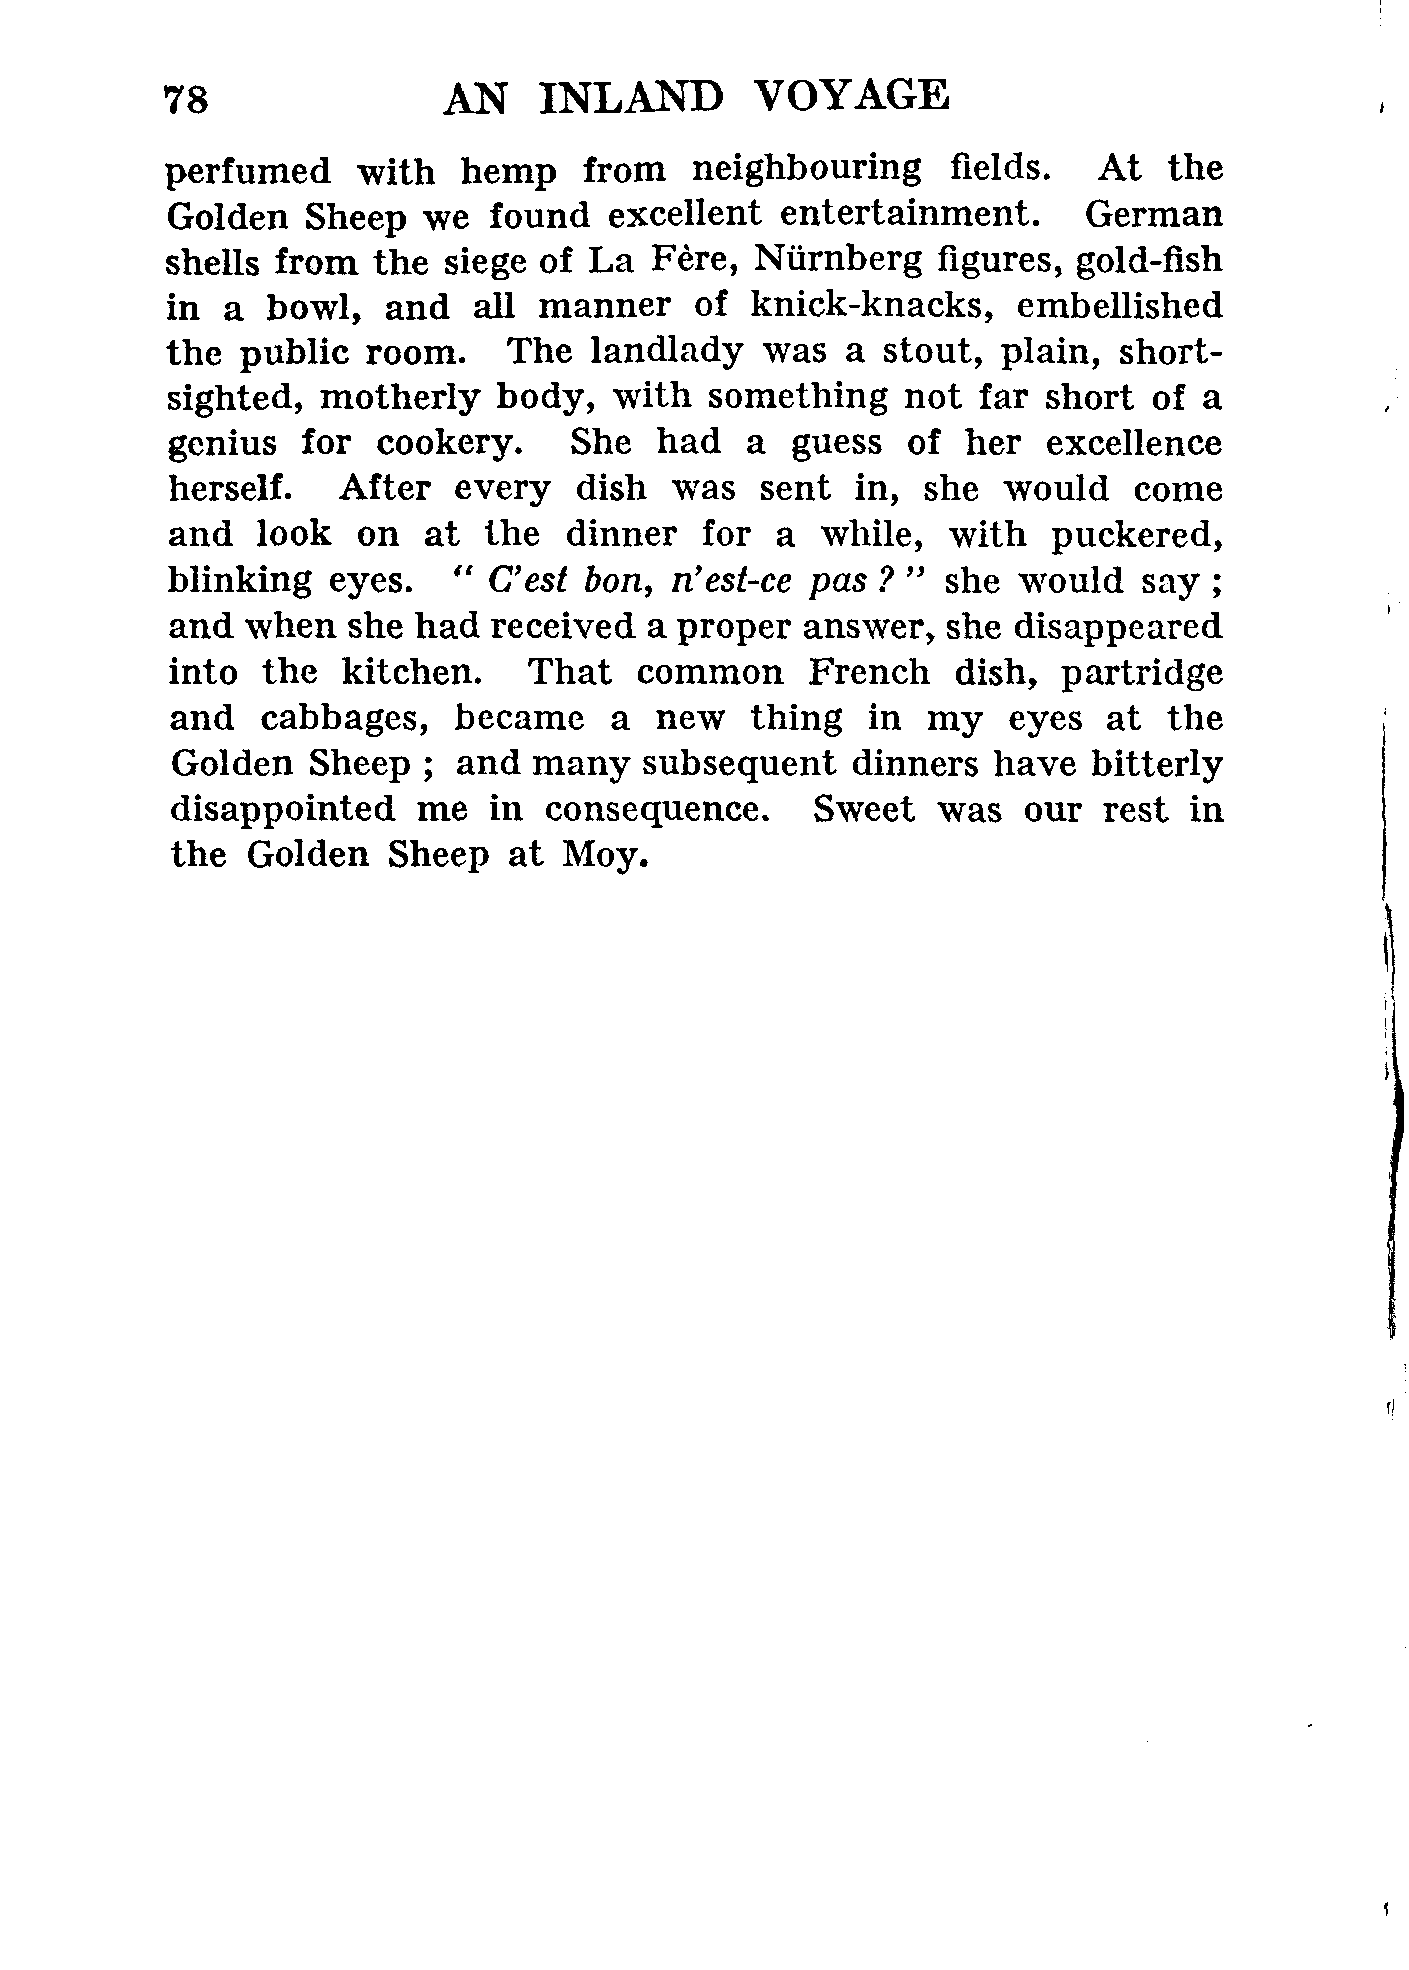 78 AN INLAND VOYAGE
perfumed with hemp from neighbouring fields. At the
Golden Sheep we found excellent entertainment. German
shells from the siege of La Fère, Nürnberg figures, gold-fish
in a bowl, and all manner of knick-knacks, embellished
the public room. The landlady was a stout, plain, short-
sighted, motherly body, with something not far short of a
genius for cookery. She had a guess of her excellence
herself. After every dish was sent in, she would come
and look on at the dinner for a while, with puckered,
blinking eyes. “ C’est bon, n’est-ce pas ? ” she would say ;
and when she had received a proper answer, she disappeared
into the kitchen. That common French dish, partridge
and cabbages, became a new thing in my eyes at the
Golden Sheep ; and many subsequent dinners have bitterly
disappointed me in consequence. Sweet was our rest in
the Golden Sheep at Moy.